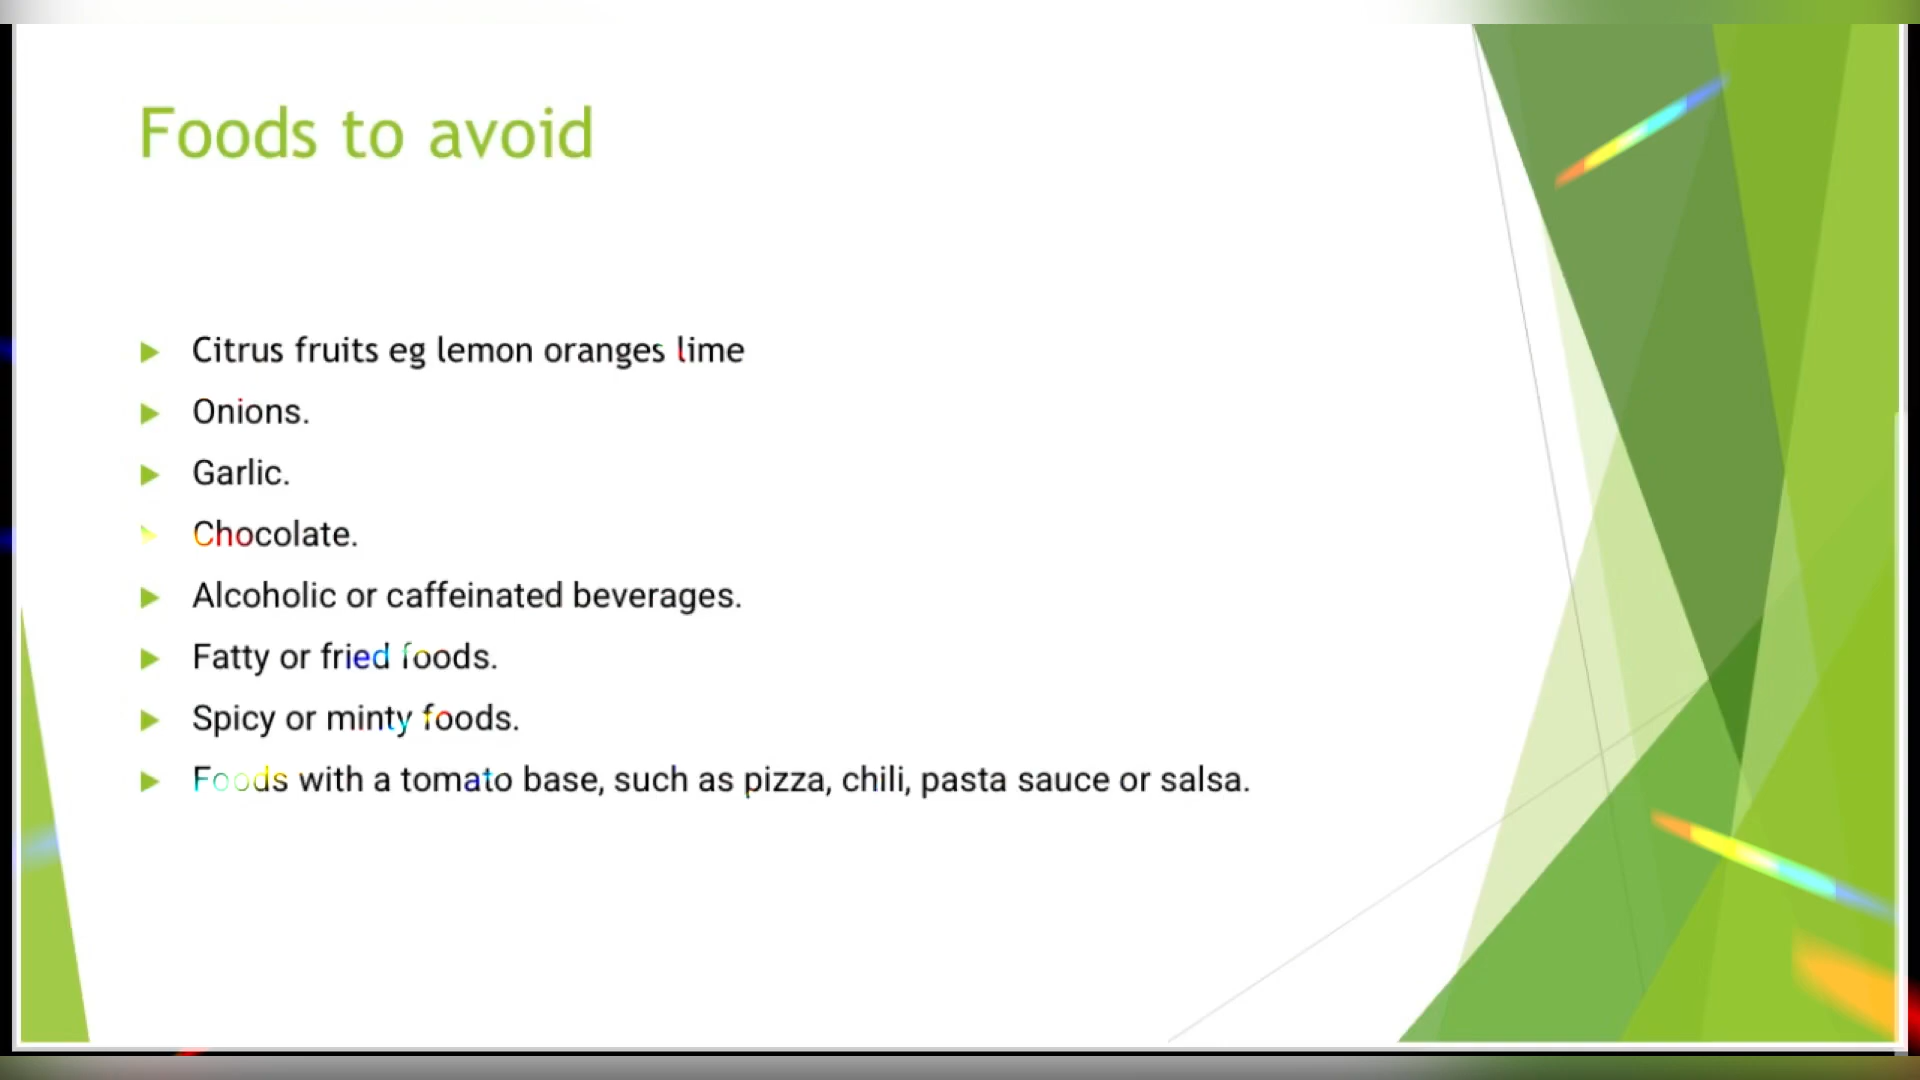 Foods to avoid
Citrus fruits eg lemon oranges lime
Onions.
Garlic.
Chocolate.
Alcoholic or caffeinated beverages.
Fatty or fried foods.
Spicy or minty foods.
Foods with a tomato base, such as pizza, chili, pasta sauce or salsa.